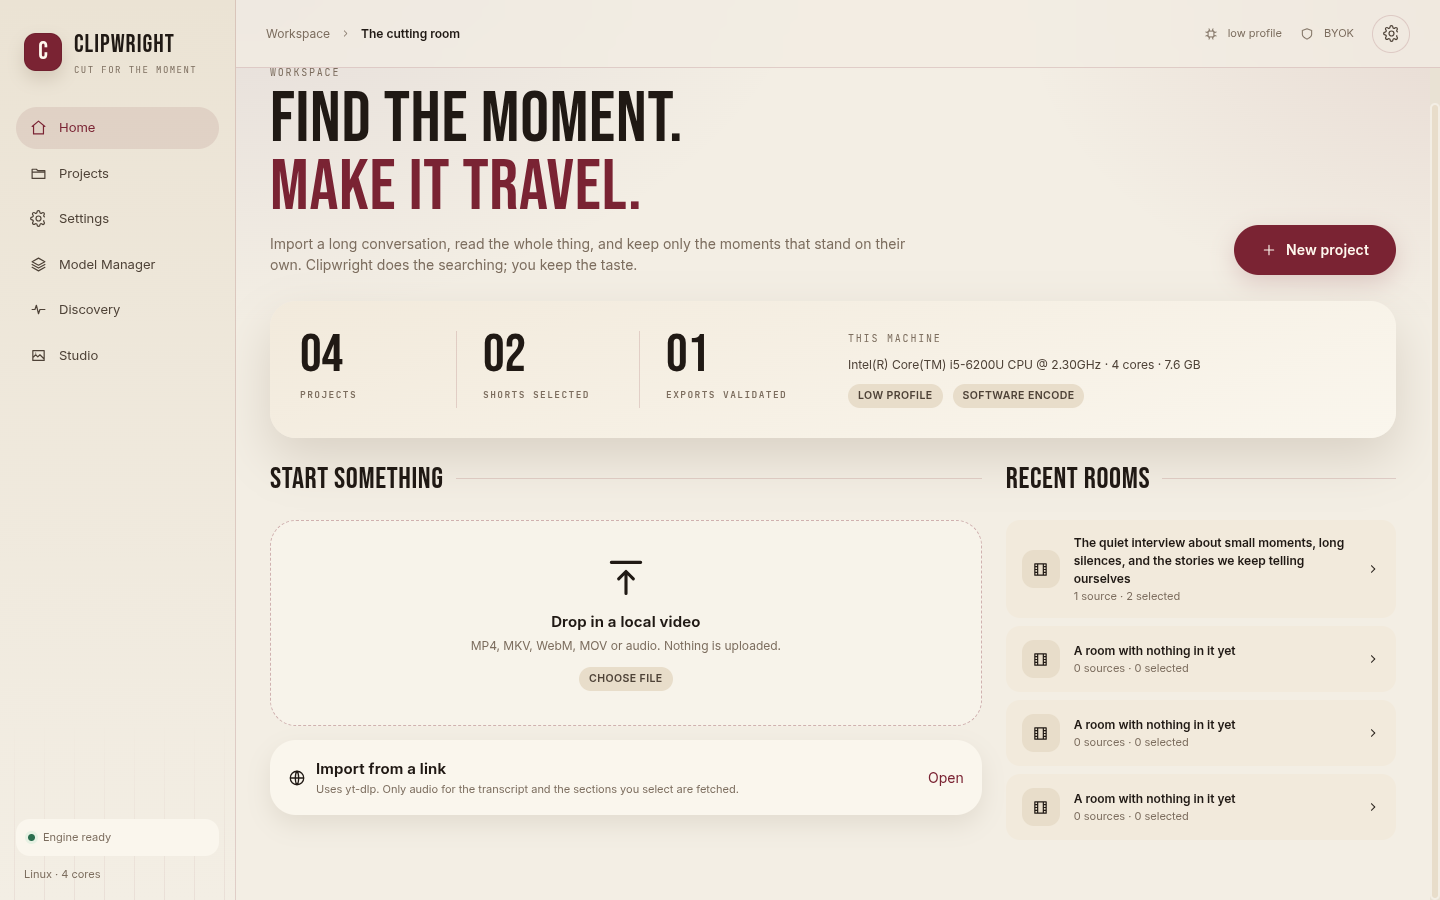 C
CLIPWRIGHT
CUT FOR THE MOMENT
Home
Projects
Settings
Model Manager
Discovery
Studio
Engine ready
Linux · 4 cores
Workspace
The cutting room
low profile
BYOK
WORKSPACE
FIND THE MOMENT.
MAKE IT TRAVEL.
Import a long conversation, read the whole thing, and keep only the moments that stand on their
own. Clipwright does the searching; you keep the taste.
New project
04
PROJECTS
02
SHORTS SELECTED
01
EXPORTS VALIDATED
THIS MACHINE
Intel(R) Core(TM) i5-6200U CPU @ 2.30GHz · 4 cores · 7.6 GB
LOW PROFILE
SOFTWARE ENCODE
START SOMETHING
Drop in a local video
MP4, MKV, WebM, MOV or audio. Nothing is uploaded.
CHOOSE FILE
Import from a link
Uses yt-dlp. Only audio for the transcript and the sections you select are fetched.
Open
RECENT ROOMS
The quiet interview about small moments, long
silences, and the stories we keep telling
ourselves
1 source · 2 selected
A room with nothing in it yet
0 sources · 0 selected
A room with nothing in it yet
0 sources · 0 selected
A room with nothing in it yet
0 sources · 0 selected